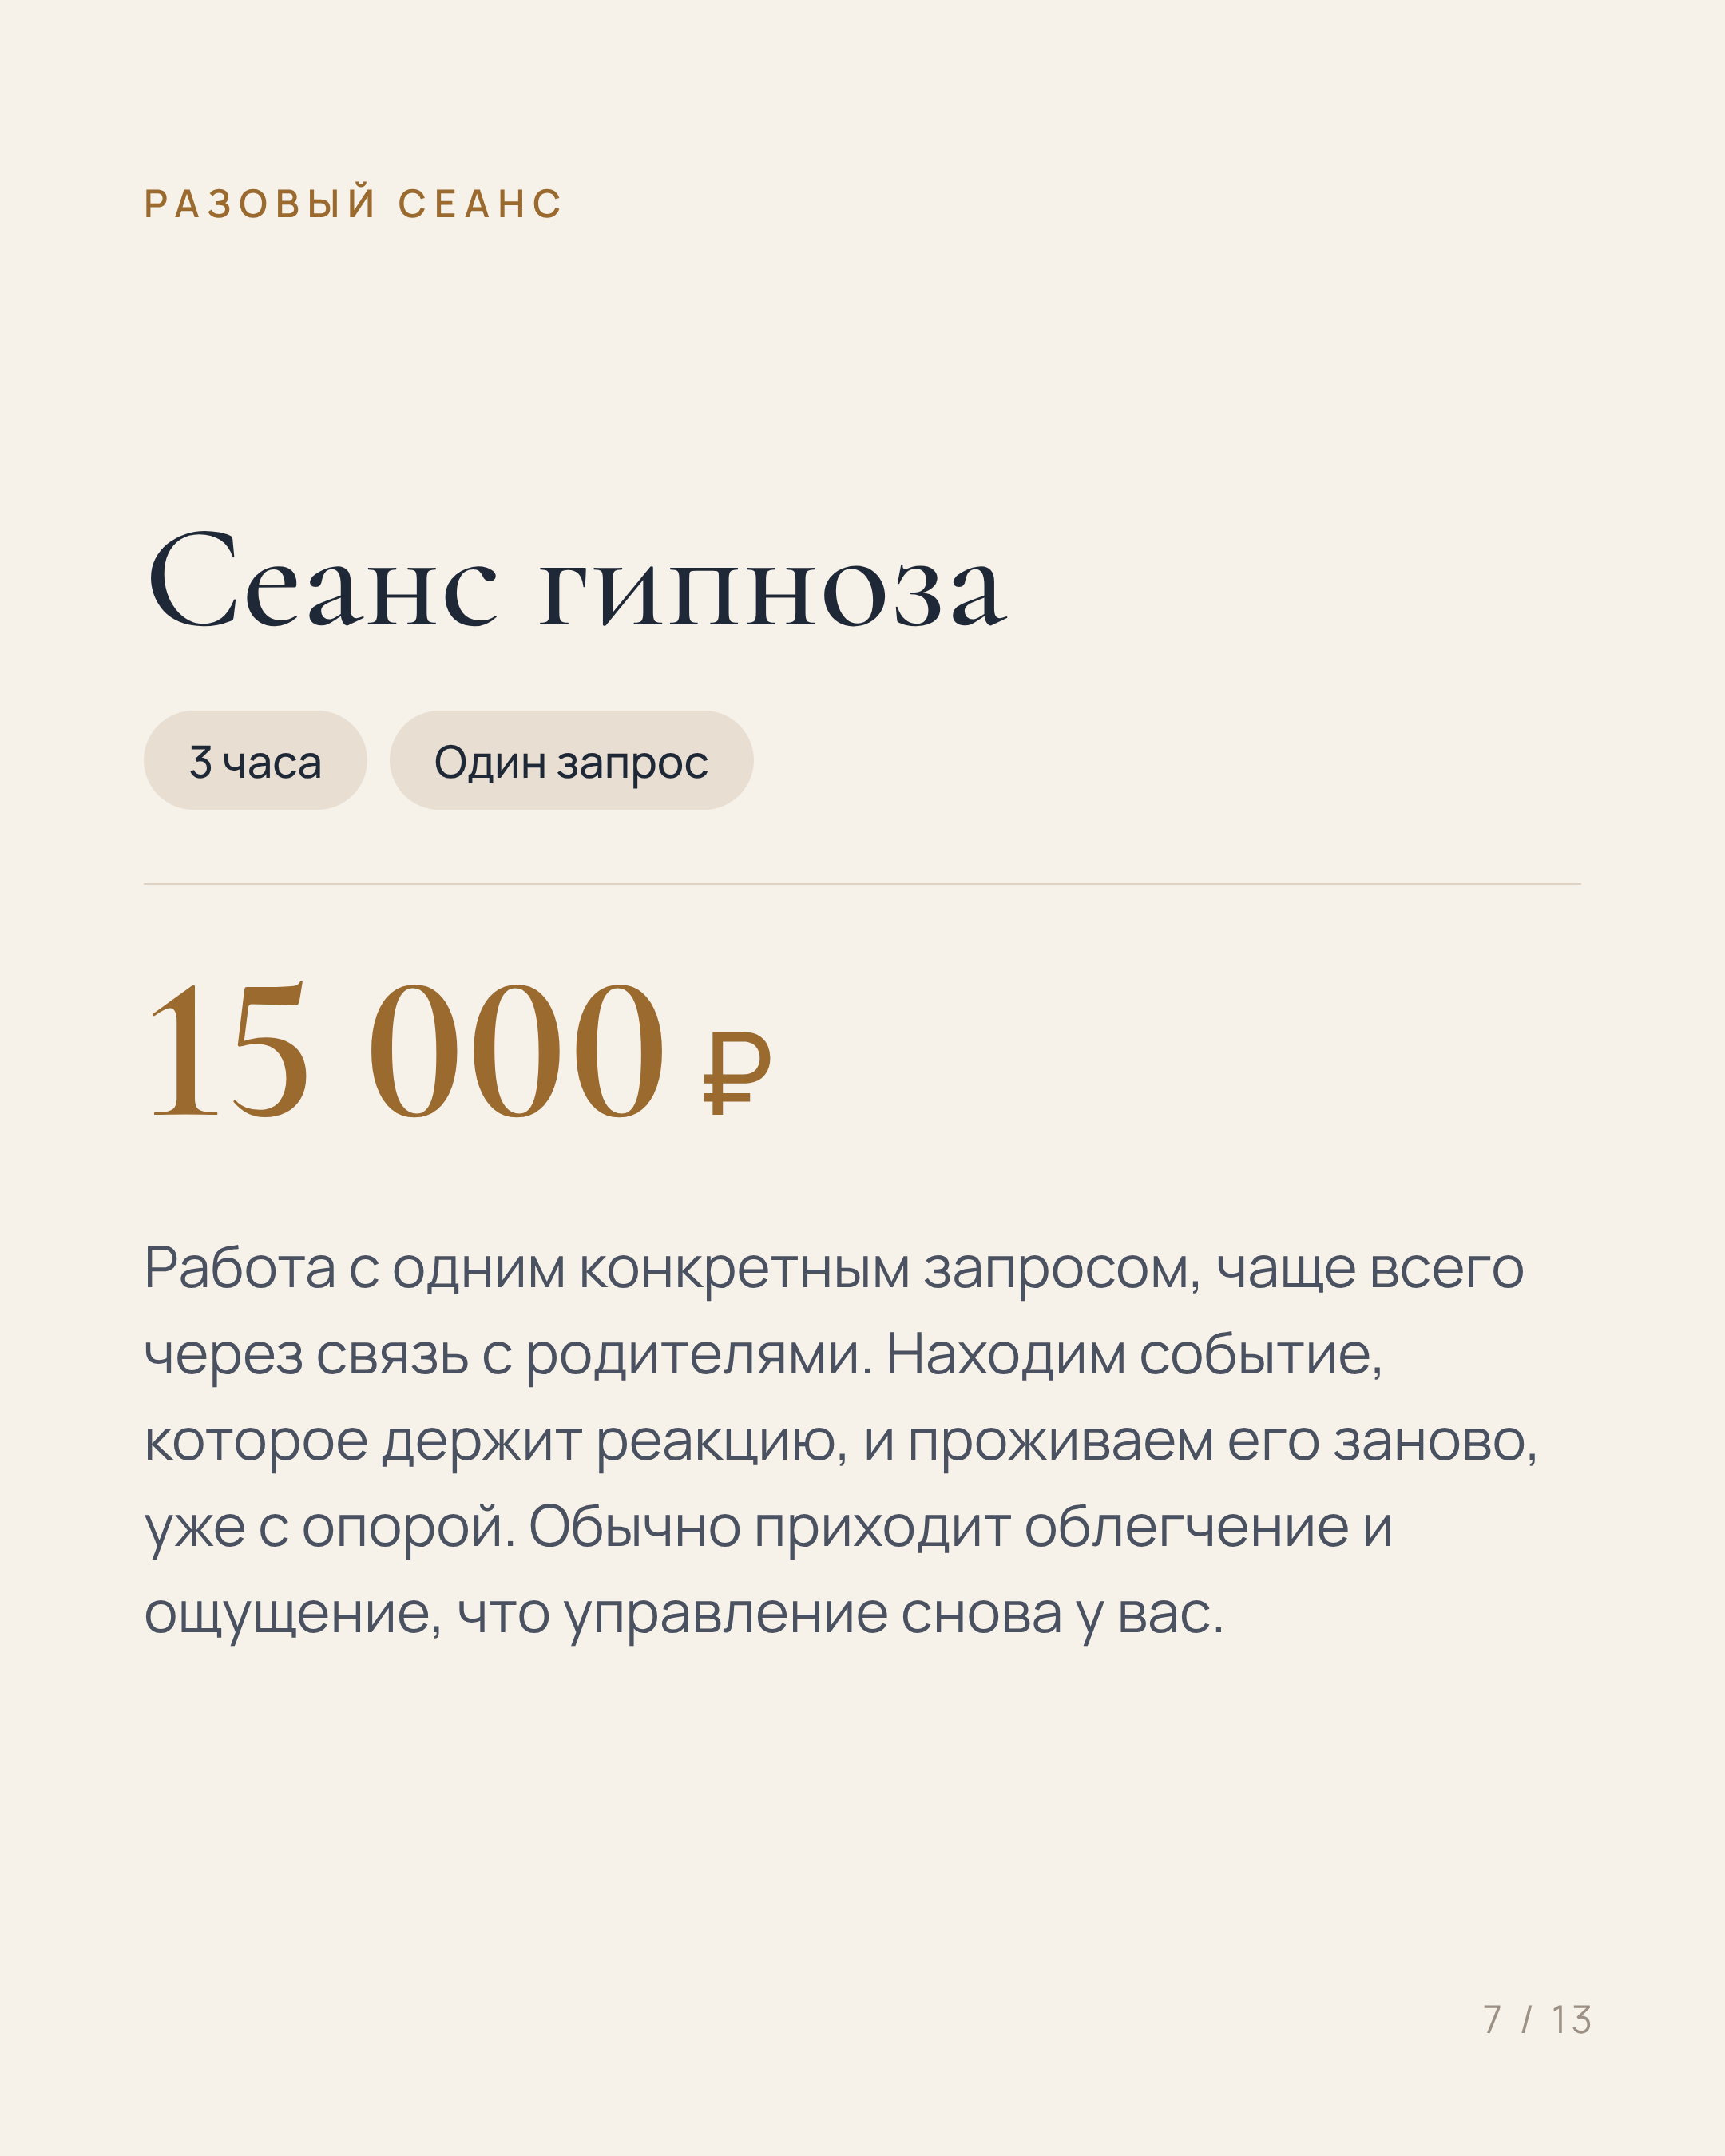 РАЗОВЫЙ СЕАНС
Сеанс гипноза
3 часа
Один запрос
15 000 ₽
Работа с одним конкретным запросом, чаще всего
через связь с родителями. Находим событие,
которое держит реакцию, и проживаем его заново,
уже с опорой. Обычно приходит облегчение и
ощущение, что управление снова у вас.
7 / 13